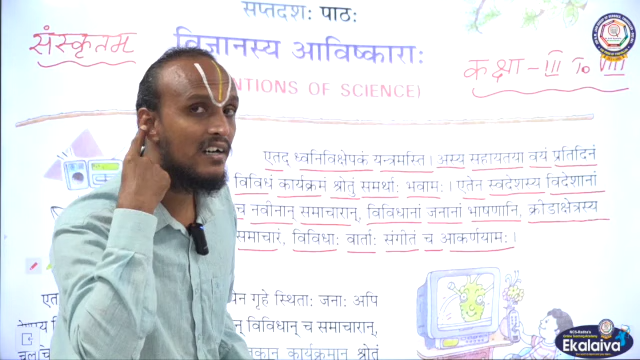 सप्तदशः पाठः
संस्कृतम
विज्ञानस्य आविष्काराः
कक्षा - III To VIII
NTIONS OF SCIENCE)
एतद् ध्वनिविक्षेपकं यन्त्रमस्ति। अस्य सहायतया वयं प्रतिदिनं
विविधं कार्यक्रमं श्रोतुं समर्थाः भवामः। एतेन स्वदेशस्य विदेशानां
च नवीनान् समाचारान्, विविधानां जनानां भाषणानि, क्रीडाक्षेत्रस्य
समाचारं, विविधाः वार्ताः संगीतं च आकर्णयामः।
यन गृहे स्थिताः जनाः अपि
न् विविधान् च समाचारान्,
कान् कार्यक्रमान् श्रोतुं
Ekalaiva